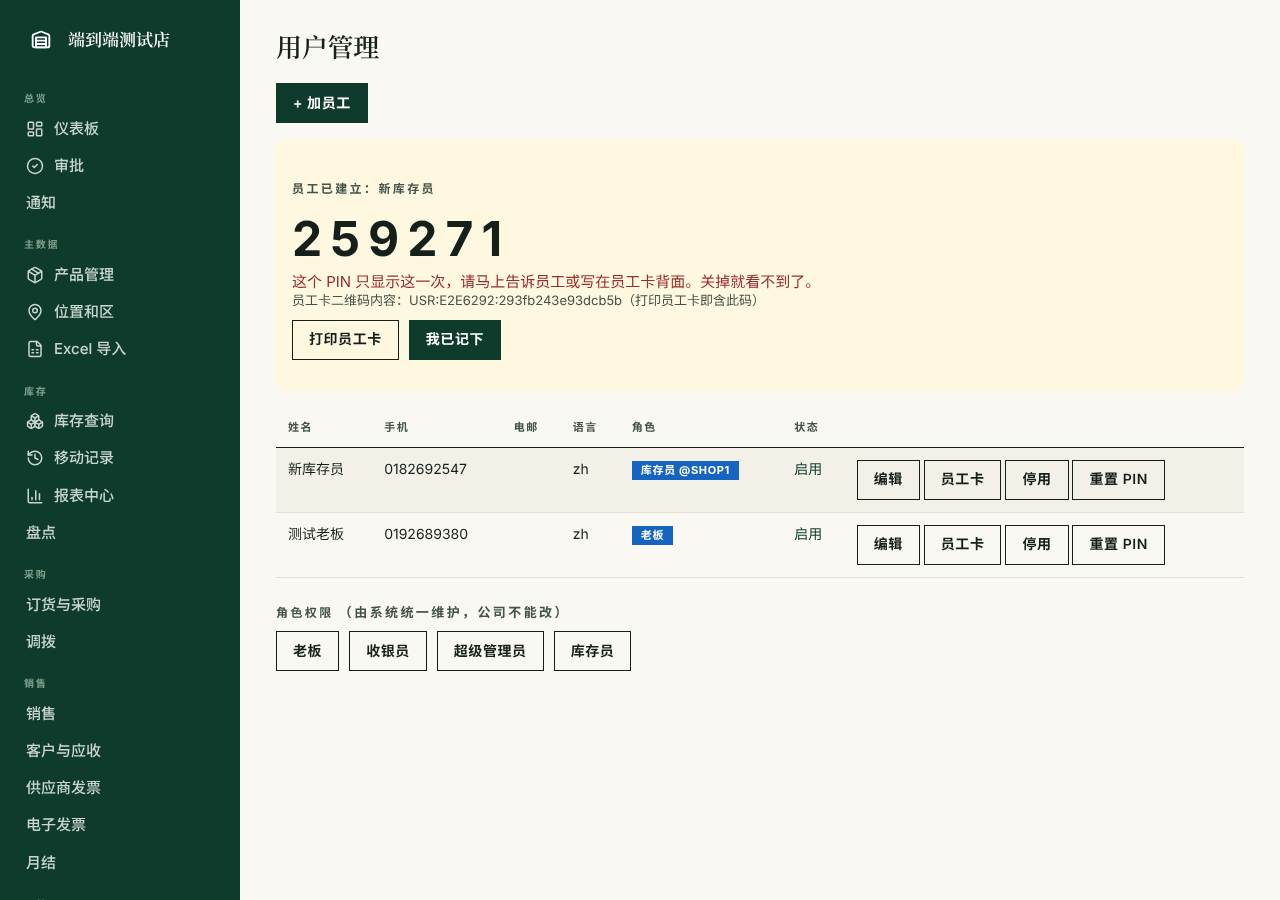 端到端测试店
总览
仪表板
审批
通知
主数据
产品管理
位置和区
Excel 导入
库存
库存查询
移动记录
报表中心
盘点
采购
订货与采购
调拨
销售
销售
客户与应收
供应商发票
电子发票
月结
用户管理
+ 加员工
员工已建立：新库存员
259271
这个 PIN 只显示这一次，请马上告诉员工或写在员工卡背面。关掉就看不到了。
员工卡二维码内容：USR:E2E6292:293fb243e93dcb5b（打印员工卡即含此码）
打印员工卡 我已记下
姓名 手机 电邮 语言 角色 状态
新库存员 0182692547 zh 库存员 @SHOP1 启用 编辑 员工卡 停用 重置 PIN
测试老板 0192689380 zh 老板 启用 编辑 员工卡 停用 重置 PIN
角色权限 （由系统统一维护，公司不能改）
老板 收银员 超级管理员 库存员